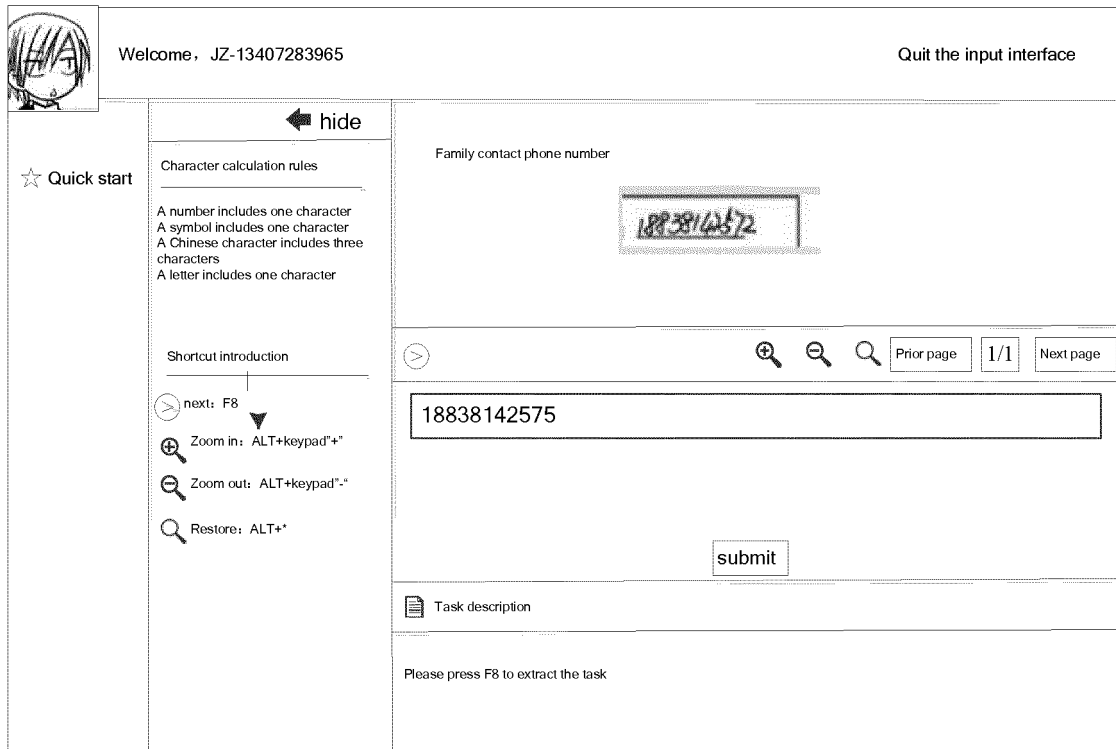 Welcome，JZ-13407283965
Quit the input interface
hide
Quick start
Character calculation rules
A number includes one character
A symbol includes one character
A Chinese character includes three
characters
A letter includes one character
Shortcut introduction
next：F8
Zoom in：ALT+keypad”+”
Zoom out：ALT+keypad”-“
Restore：ALT+*
Family contact phone number
18838142572
Prior page
1/1
Next page
18838142575
submit
Task description
Please press F8 to extract the task